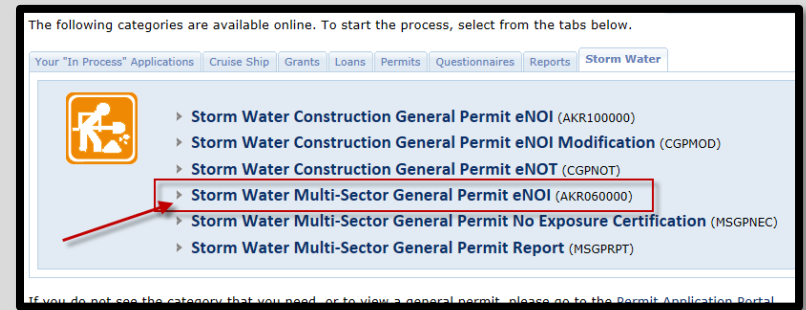 The following categories are available online. To start the process, select from the tabs below.
Your "In Process" Applications Cruise Ship Grants Loans Permits Questionnaires Reports Storm Water
Storm Water Construction General Permit eNOI (AKR100000)
Storm Water Construction General Permit eNOI Modification (CGPMOD)
Storm Water Construction General Permit eNOT (CGPNOT)
Storm Water Multi-Sector General Permit eNOI (AKR060000)
Storm Water Multi-Sector General Permit No Exposure Certification (MSGPNEC)
Storm Water Multi-Sector General Permit Report (MSGPRPT)
If you do not see the category that you need, or to view a general permit, please go to the Permit Application Portal